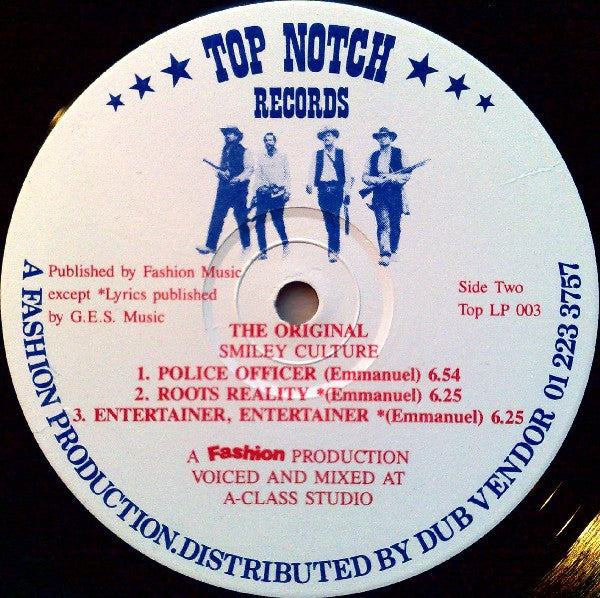 TOP NOTCH
RECORDS
Published by Fashion Music
except *Lyrics published
by G.E.S. Music
Side Two
Top LP 003
THE ORIGINAL
SMILEY CULTURE
1. POLICE OFFICER (Emmanuel) 6.54
2. ROOTS REALITY *(Emmanuel) 6.25
3. ENTERTAINER, ENTERTAINER *(Emmanuel) 6.25
A Fashion PRODUCTION
VOICED AND MIXED AT
A-CLASS STUDIO
A FASHION PRODUCTION.DISTRIBUTED BY DUB VENDOR 01 223 3757